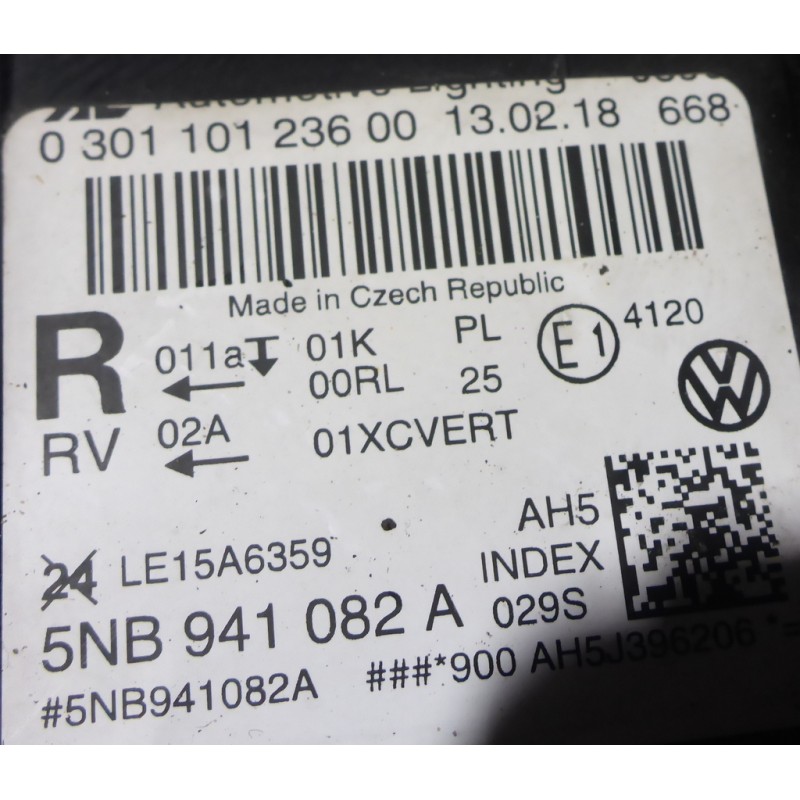 Automotive Lighting
0 301 101 236 00 13.02.18 668
Made in Czech Republic
R 011a 01K PL E1 4120
00RL 25
RV 02A 01XCVERT
AH5
24 LE15A6359 INDEX
5NB 941 082 A 029S
#5NB941082A ###*900 AH5J396206 *=